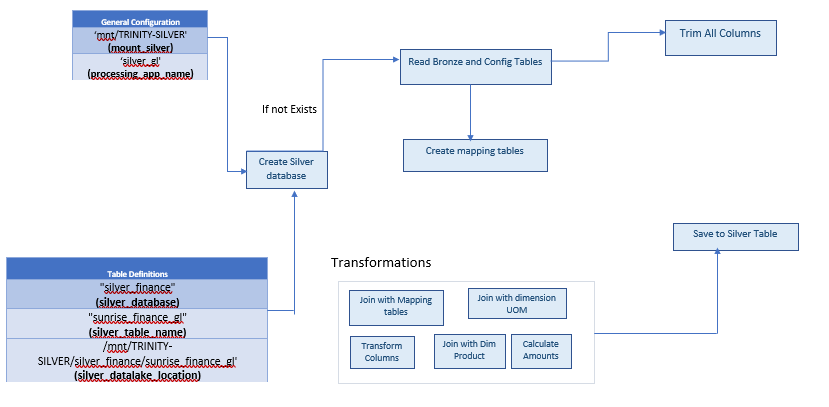 General Configuration
'mnt/TRINITY-SILVER'
(mount_silver)
'silver_gl'
(processing_app_name)
Read Bronze and Config Tables
Trim All Columns
If not Exists
Create Silver
database
Create mapping tables
Save to Silver Table
Table Definitions
"silver_finance"
(silver_database)
"sunrise_finance_gl"
(silver_table_name)
/mnt/TRINITY-
SILVER/silver_finance/sunrise_finance_gl'
(silver_datalake_location)
Transformations
Join with Mapping
tables
Join with dimension
UOM
Transform
Columns
Join with Dim
Product
Calculate
Amounts